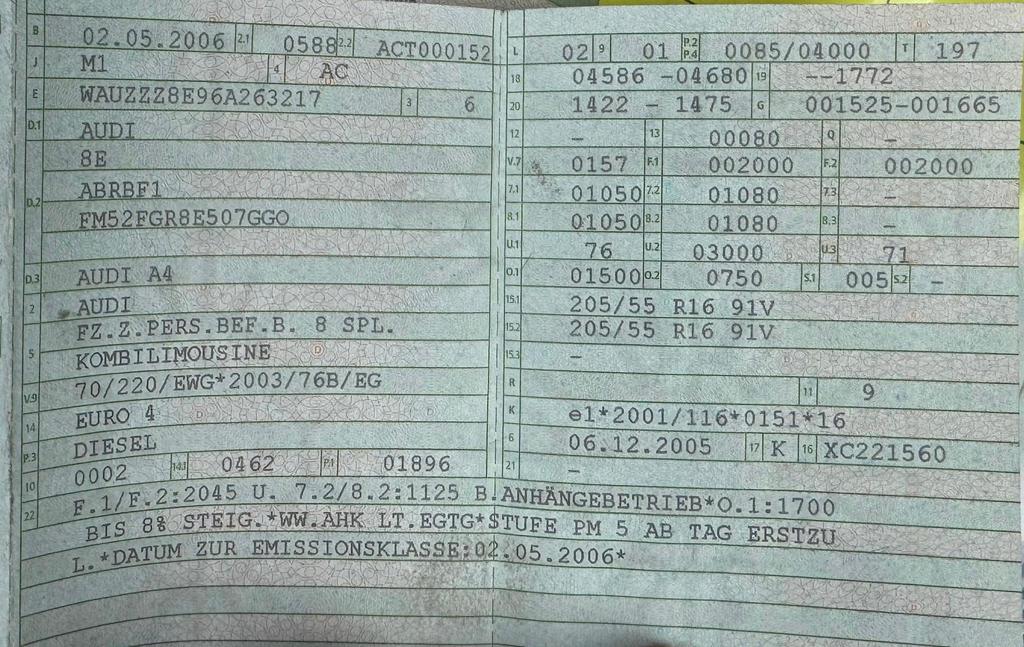 B 02.05.2006 2.1 0588 2.2 ACT000152
J M1 4 AC
E WAUZZZ8E96A263217 3 6
D.1 AUDI
8E
D.2 ABRBF1
FM52FGR8E507GGO
D.3 AUDI A4
2 AUDI
FZ.Z.PERS.BEF.B. 8 SPL.
5 KOMBILIMOUSINE
V.9 70/220/EWG*2003/76B/EG
14 EURO 4
P.3 DIESEL
10 0002 14.1 0462 P.1 01896
L 02 9 01 P.2 P.4 0085/04000 T 197
18 04586 -04680 19 --1772
20 1422 - 1475 G 001525-001665
12 - 13 00080 Q -
V.7 0157 F.1 002000 F.2 002000
7.1 01050 7.2 01080 7.3 -
8.1 01050 8.2 01080 8.3 -
U.1 76 U.2 03000 U.3 71
O.1 01500 O.2 0750 S.1 005 S.2 -
15.1 205/55 R16 91V
15.2 205/55 R16 91V
15.3 -
R 11 9
K e1*2001/116*0151*16
6 06.12.2005 17 K 16 XC221560
21 -
22 F.1/F.2:2045 U. 7.2/8.2:1125 B.ANHÄNGEBETRIEB*O.1:1700
BIS 8% STEIG.*WW.AHK LT.EGTG*STUFE PM 5 AB TAG ERSTZU
L.*DATUM ZUR EMISSIONSKLASSE:02.05.2006*